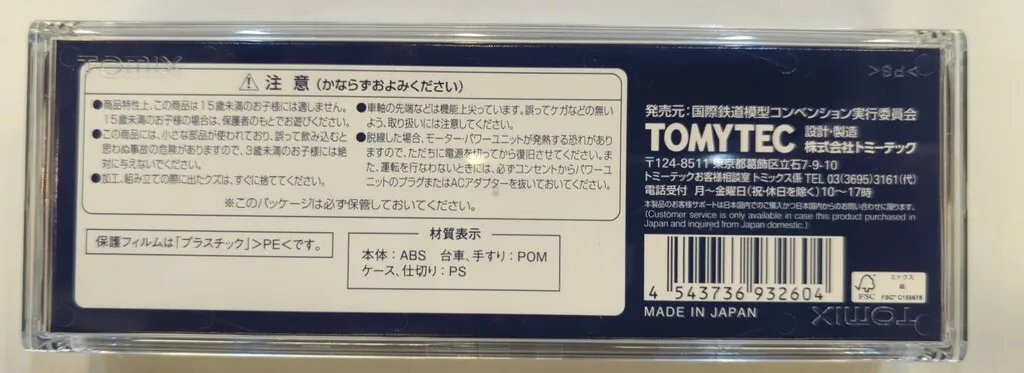 TOMIX
>PS<
⚠ 注 意 (かならずおよみください)
●商品特性上、この商品は15歳未満のお子様には適しません。
15歳未満のお子様の場合は、保護者のもとでお遊びください。
●この商品には、小さな部品が使われており、誤って飲み込むと
思わぬ事故の危険がありますので、3歳未満のお子様には絶
対に与えないでください。
●加工、組み立ての際に出たクズは、すぐに捨ててください。
●車軸の先端などは機能上尖っています。誤ってケガなどの無い
よう、取り扱いには注意してください。
●脱線した場合、モーター・パワーユニットが発熱する恐れがあり
ますので、ただちに電源を切ってから復旧させてください。ま
た、運転を行なわないときには、必ずコンセントからパワーユ
ニットのプラグまたはACアダプターを抜いておいてください。
※このパッケージは必ず保管しておいてください。
保護フィルムは「プラスチック」>PE<です。
材質表示
本体：ABS 台車、手すり：POM
ケース、仕切り：PS
発売元：国際鉄道模型コンベンション実行委員会
TOMYTEC 設計・製造
株式会社トミーテック
〒124-8511 東京都葛飾区立石7-9-10
トミーテックお客様相談室 トミックス係 TEL 03(3695)3161(代)
電話受付 月〜金曜日(祝・休日を除く)10〜17時
本製品のお客様サポートは日本国内でのご購入かつ日本国内からのお問い合わせに限ります。
(Customer service is only available in case this product purchased in
Japan and inquired from Japan domestic.)
4 543736 932604
MADE IN JAPAN
FSC
ミックス
紙
FSC® C155678
TOMIX